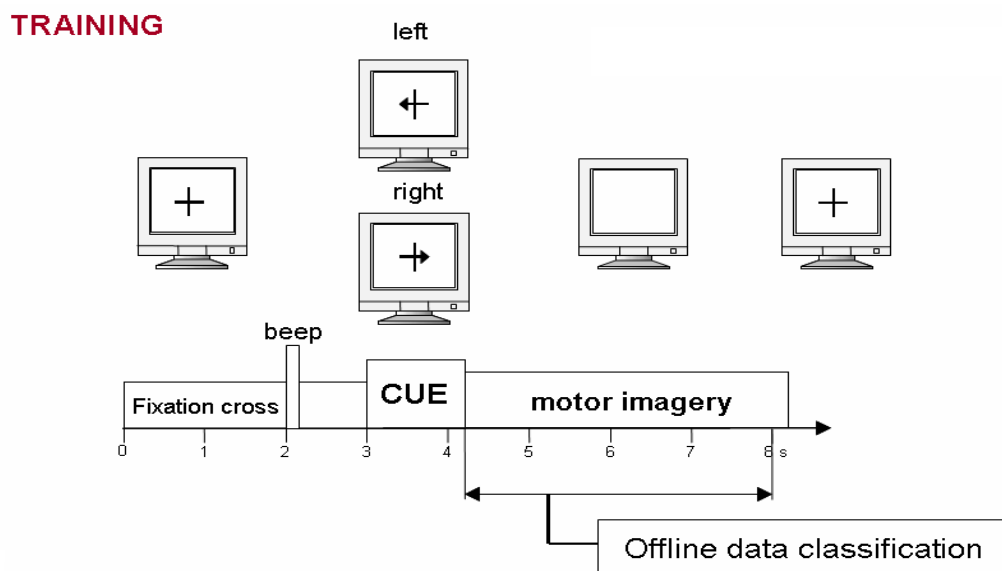 TRAINING
left
right
beep
Fixation cross
CUE
motor imagery
0 1 2 3 4 5 6 7 8 s
Offline data classification